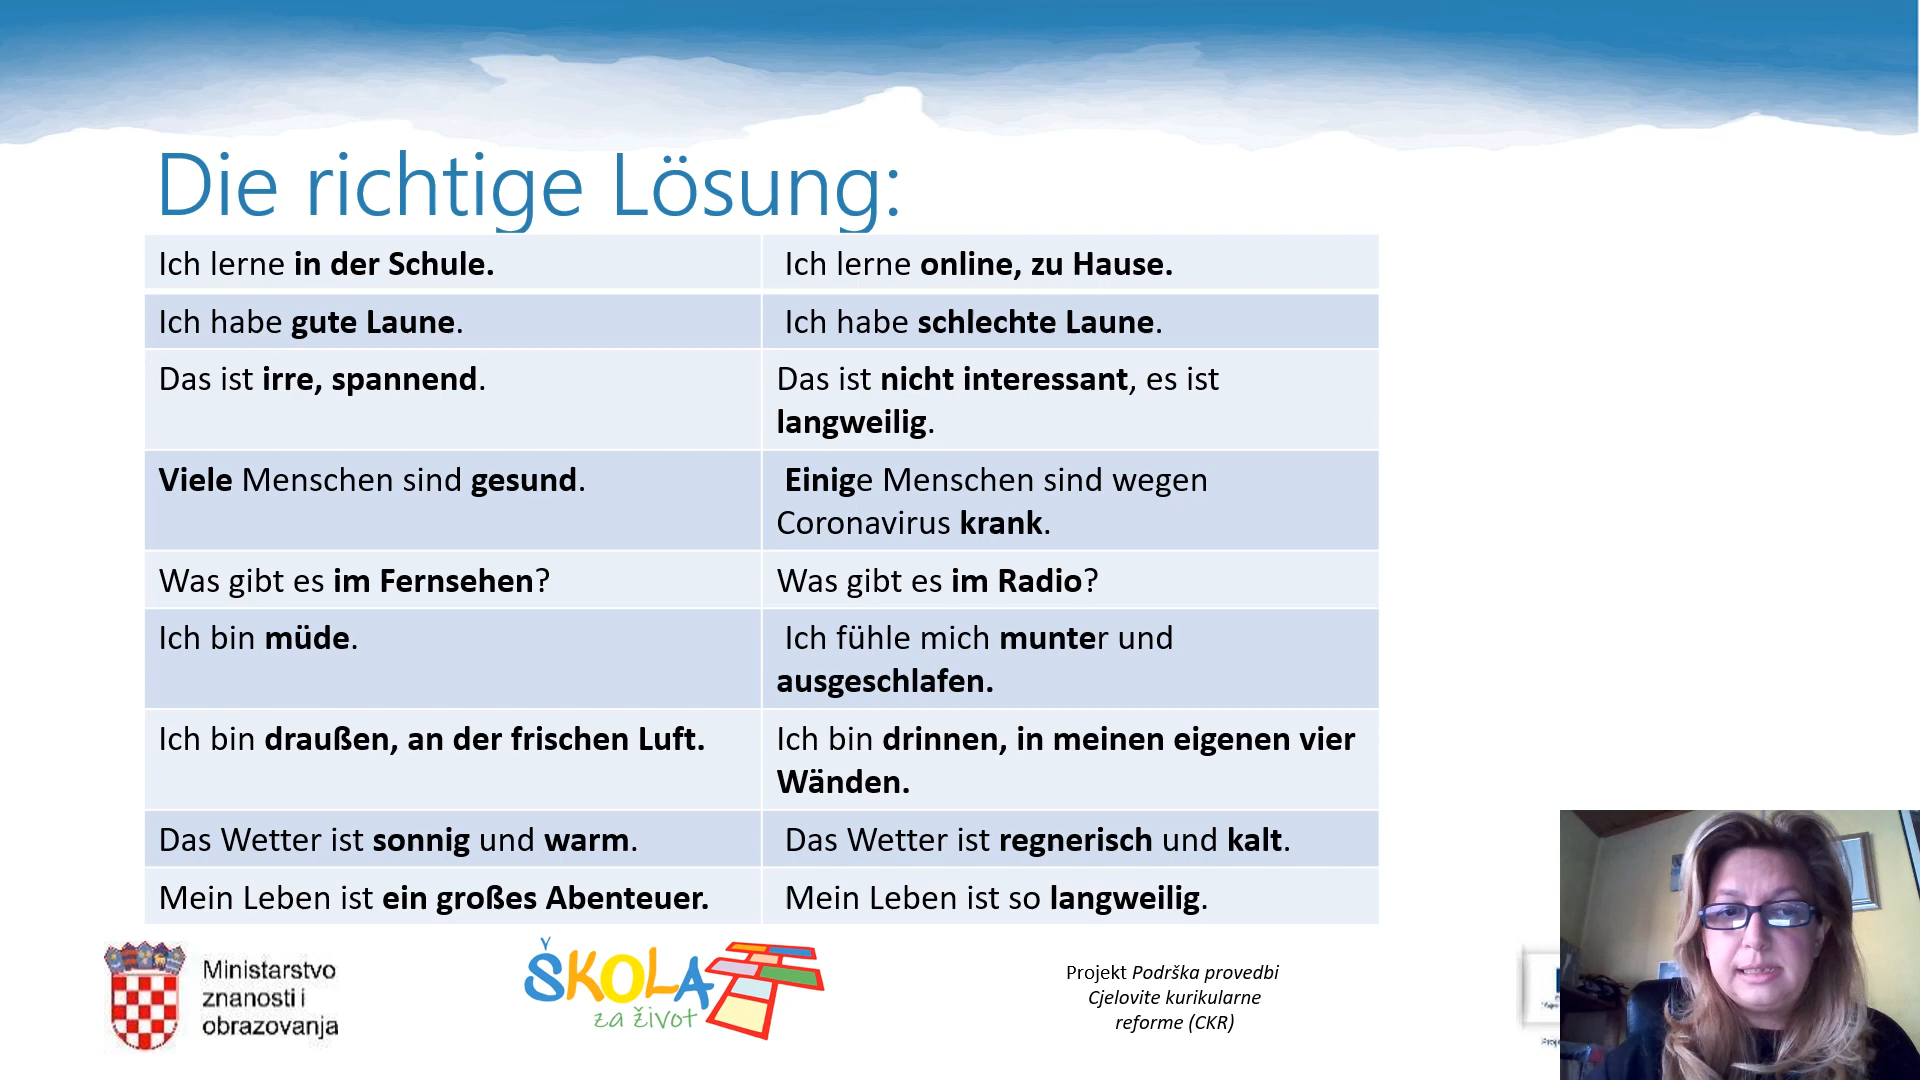 Die richtige Lösung:
Ich lerne in der Schule.
Ich lerne online, zu Hause.
Ich habe gute Laune.
Ich habe schlechte Laune.
Das ist irre, spannend.
Das ist nicht interessant, es ist
langweilig.
Viele Menschen sind gesund.
Einige Menschen sind wegen
Coronavirus krank.
Was gibt es im Fernsehen?
Was gibt es im Radio?
Ich bin müde.
Ich fühle mich munter und
ausgeschlafen.
Ich bin draußen, an der frischen Luft.
Ich bin drinnen, in meinen eigenen vier
Wänden.
Das Wetter ist sonnig und warm.
Das Wetter ist regnerisch und kalt.
Mein Leben ist ein großes Abenteuer.
Mein Leben ist so langweilig.
Ministarstvo
znanosti i
obrazovanja
ŠKOLA
za život
Projekt Podrška provedbi
Cjelovite kurikularne
reforme (CKR)